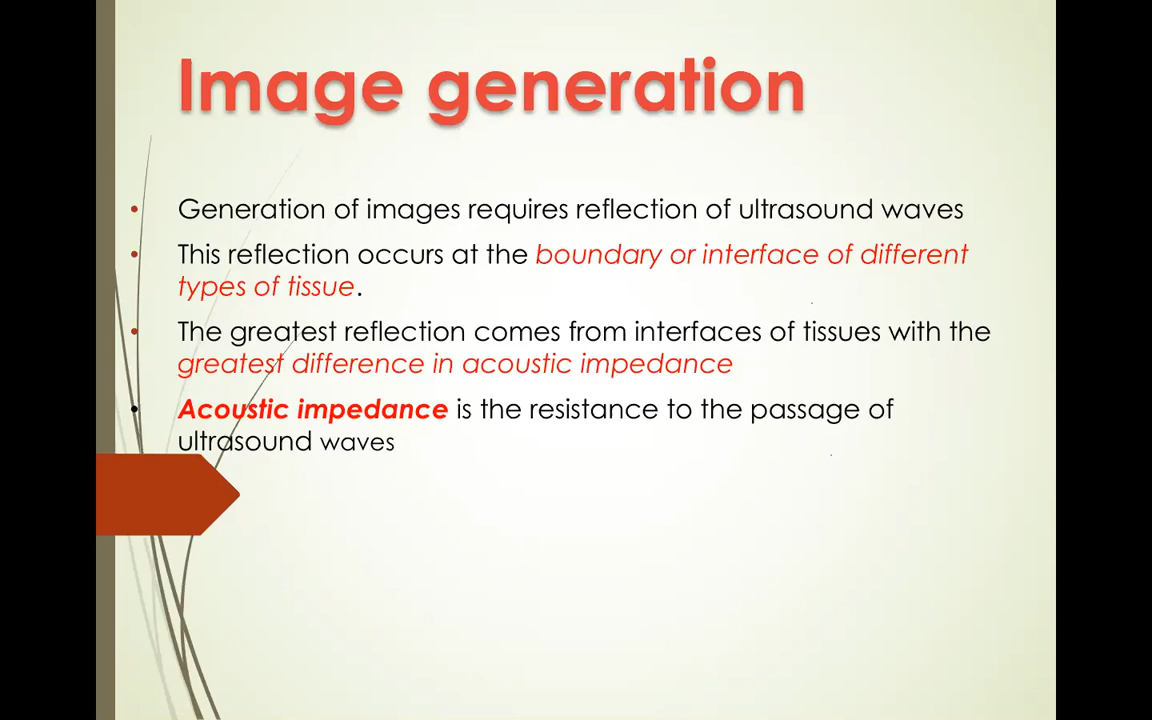 Image generation
• Generation of images requires reflection of ultrasound waves
• This reflection occurs at the boundary or interface of different
types of tissue.
• The greatest reflection comes from interfaces of tissues with the
greatest difference in acoustic impedance
• Acoustic impedance is the resistance to the passage of
ultrasound waves